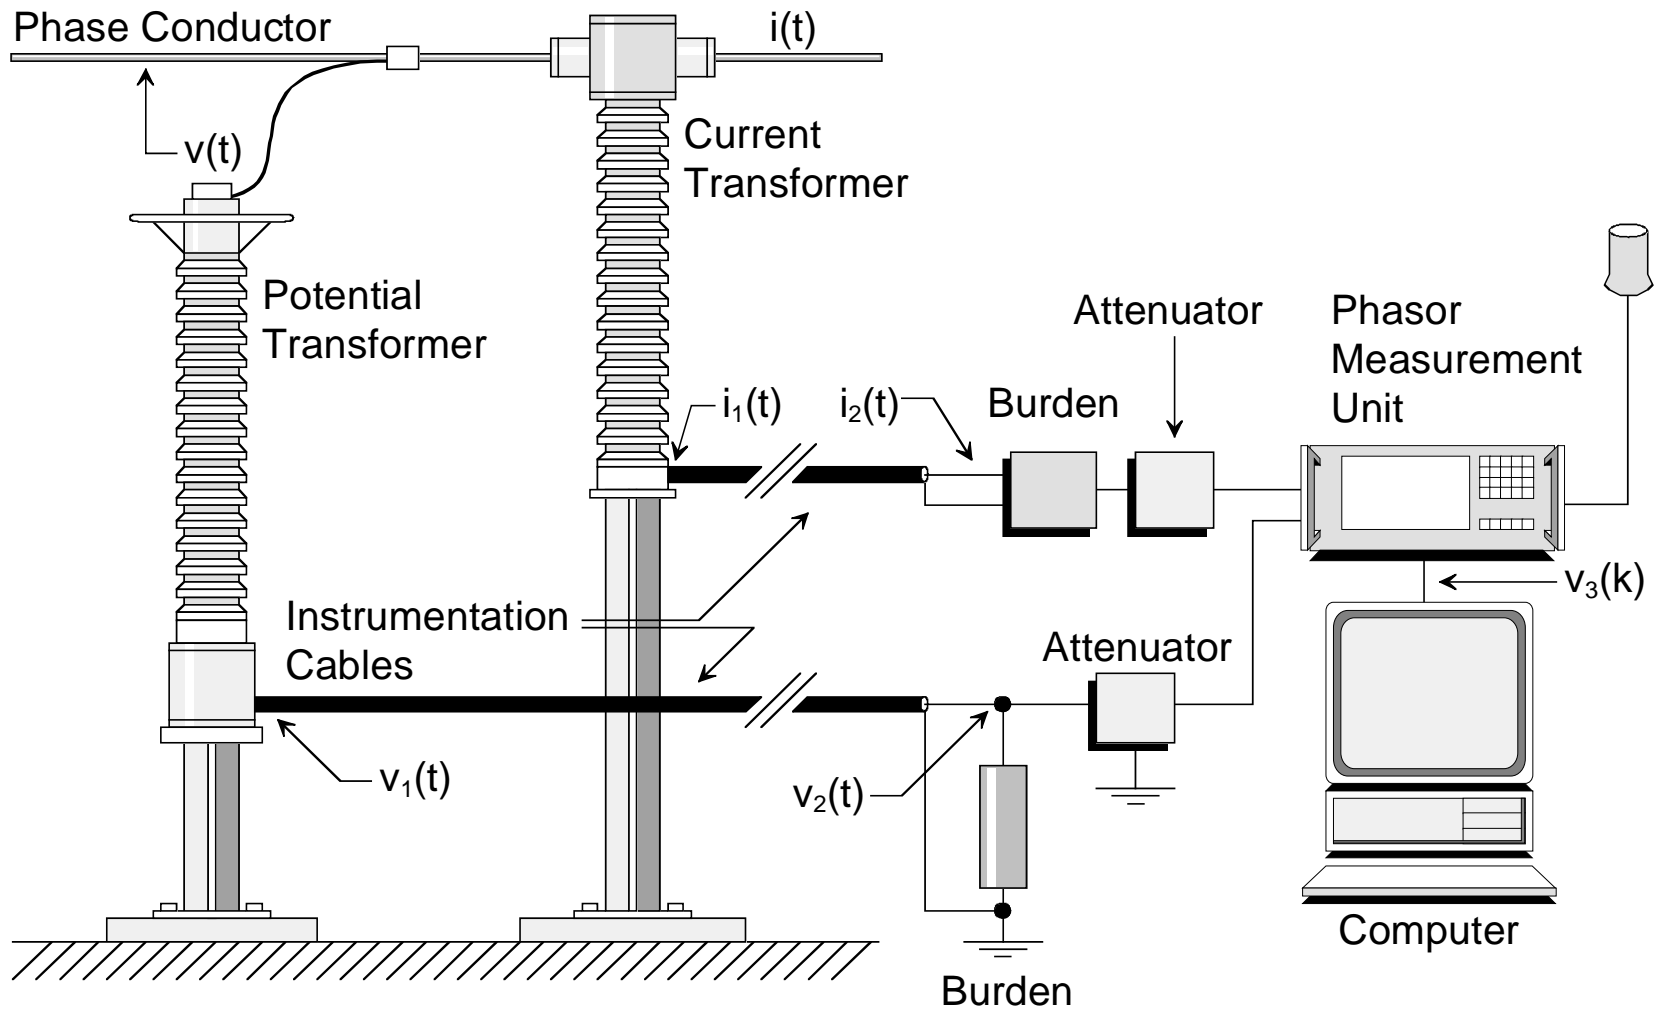 Phase Conductor
i(t)
v(t)
Current
Transformer
Potential
Transformer
Attenuator
Phasor
Measurement
Unit
i₁(t)
i₂(t)
Burden
v₃(k)
Instrumentation
Cables
Attenuator
v₁(t)
v₂(t)
Computer
Burden